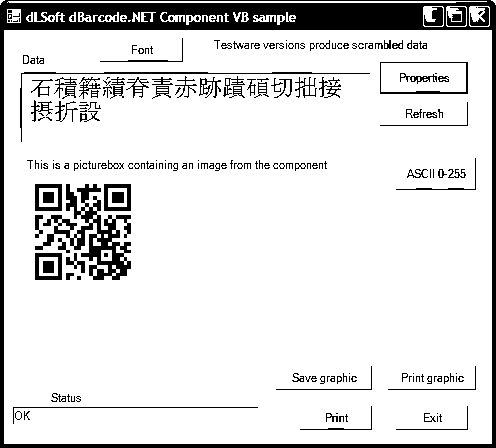 dLSoft dBarcode.NET Component VB sample
Font
Testware versions produce scrambled data
Data
石積籍績脊責赤跡蹟碩切拙接
摂折設
Properties
Refresh
This is a picturebox containing an image from the component
ASCII 0-255
Save graphic
Print graphic
Status
OK
Print
Exit